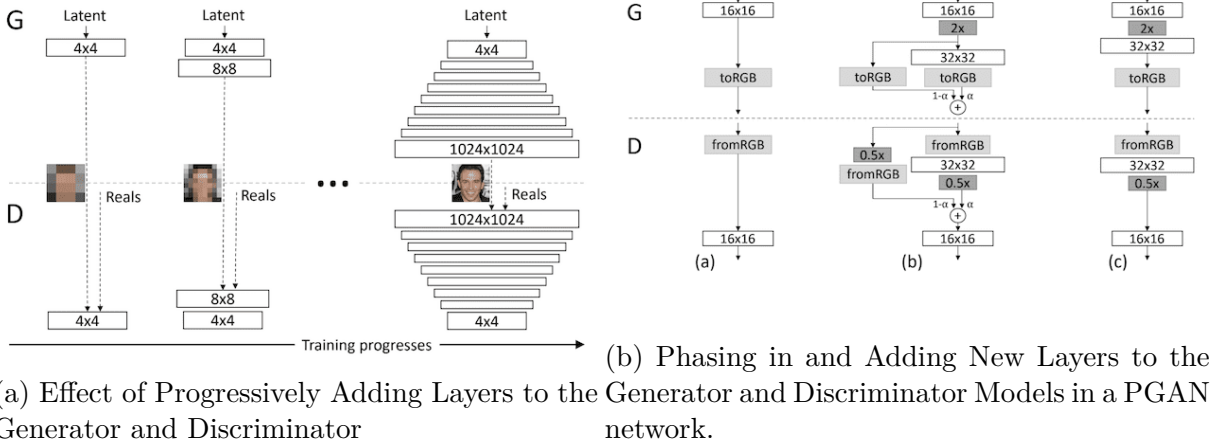 G
Latent
4x4
Latent
4x4
8x8
Latent
4x4
1024x1024
Reals
Reals
Reals
D
1024x1024
4x4
8x8
4x4
4x4
Training progresses
(a) Effect of Progressively Adding Layers to the
Generator and Discriminator
G
16x16
toRGB
16x16
2x
32x32
toRGB
toRGB
1-α
α
+
16x16
2x
32x32
toRGB
D
fromRGB
16x16
(a)
0.5x
fromRGB
fromRGB
32x32
0.5x
1-α
α
+
16x16
(b)
fromRGB
32x32
0.5x
16x16
(c)
(b) Phasing in and Adding New Layers to the
Generator and Discriminator Models in a PGAN
network.